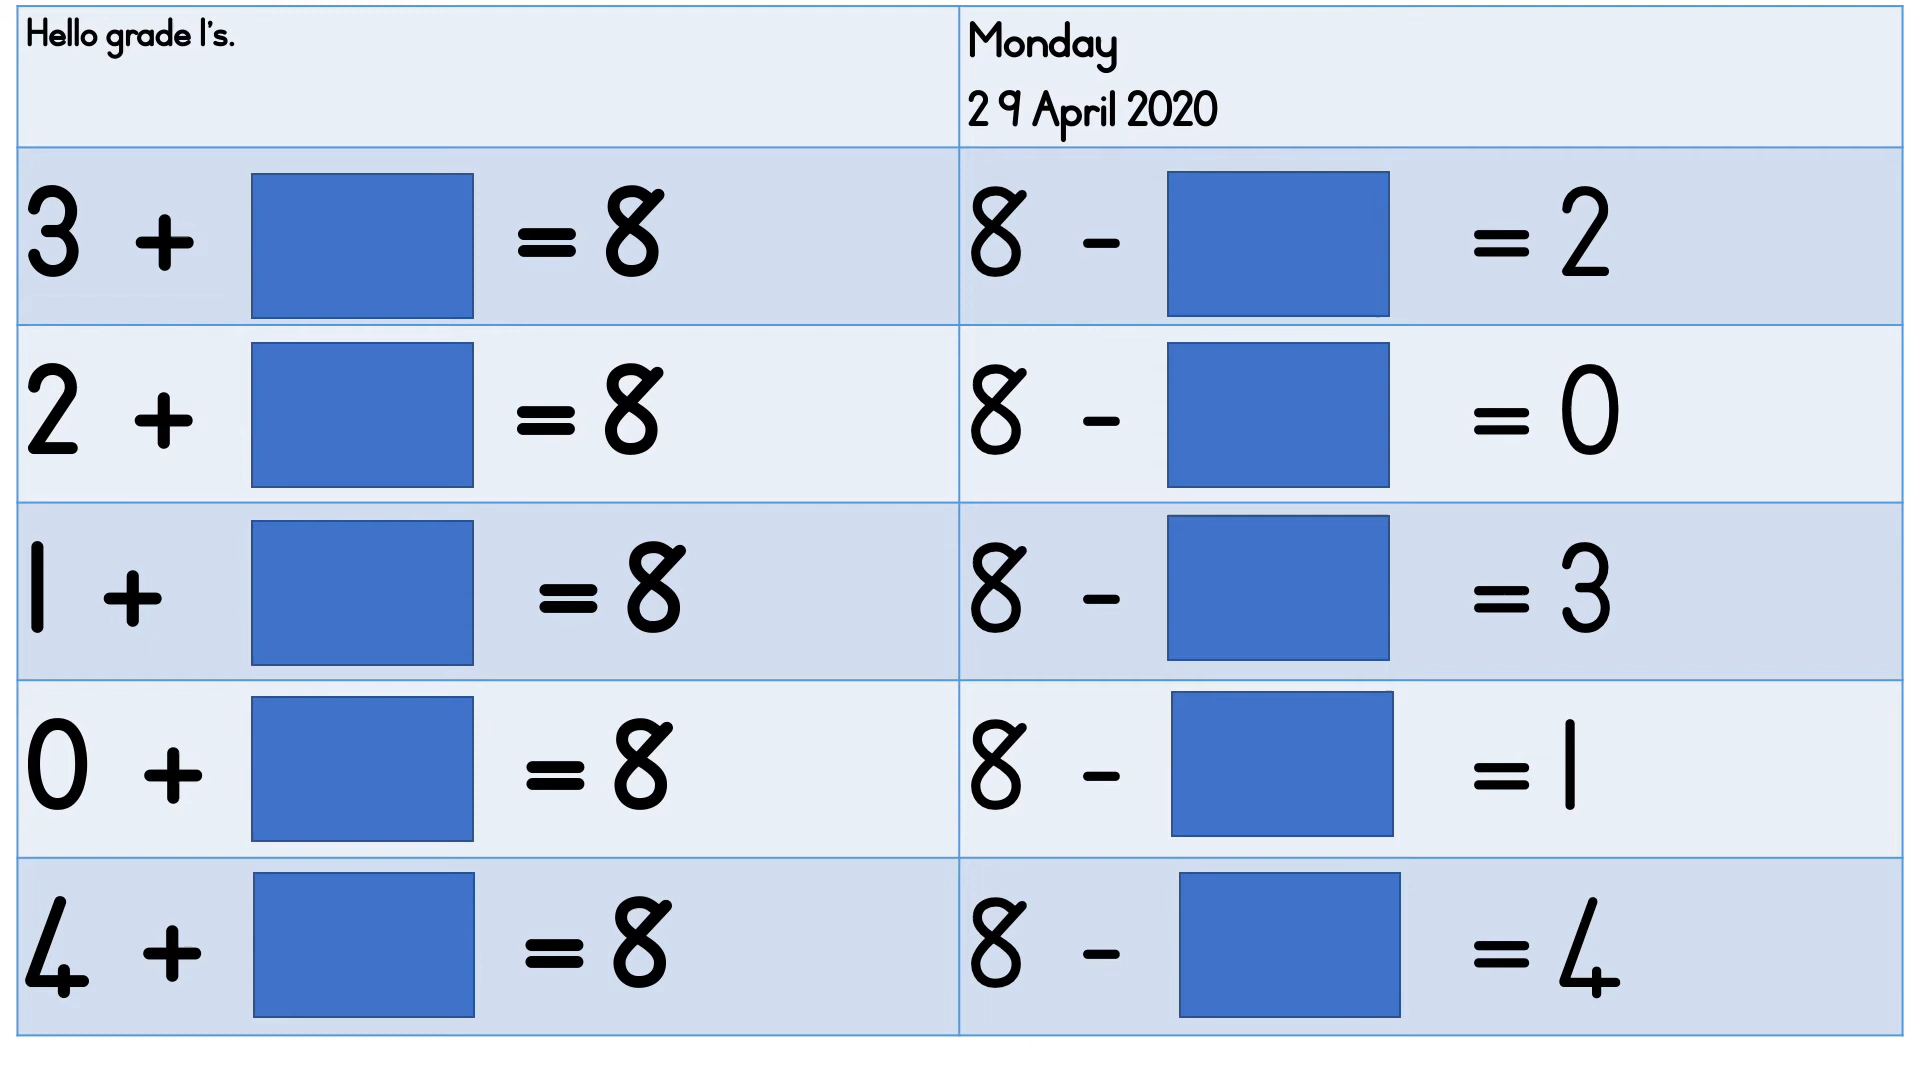 Hello grade 1's.
Monday
29 April 2020
3 + = 8
8 - = 2
2 + = 8
8 - = 0
1 + = 8
8 - = 3
0 + = 8
8 - = 1
4 + = 8
8 - = 4